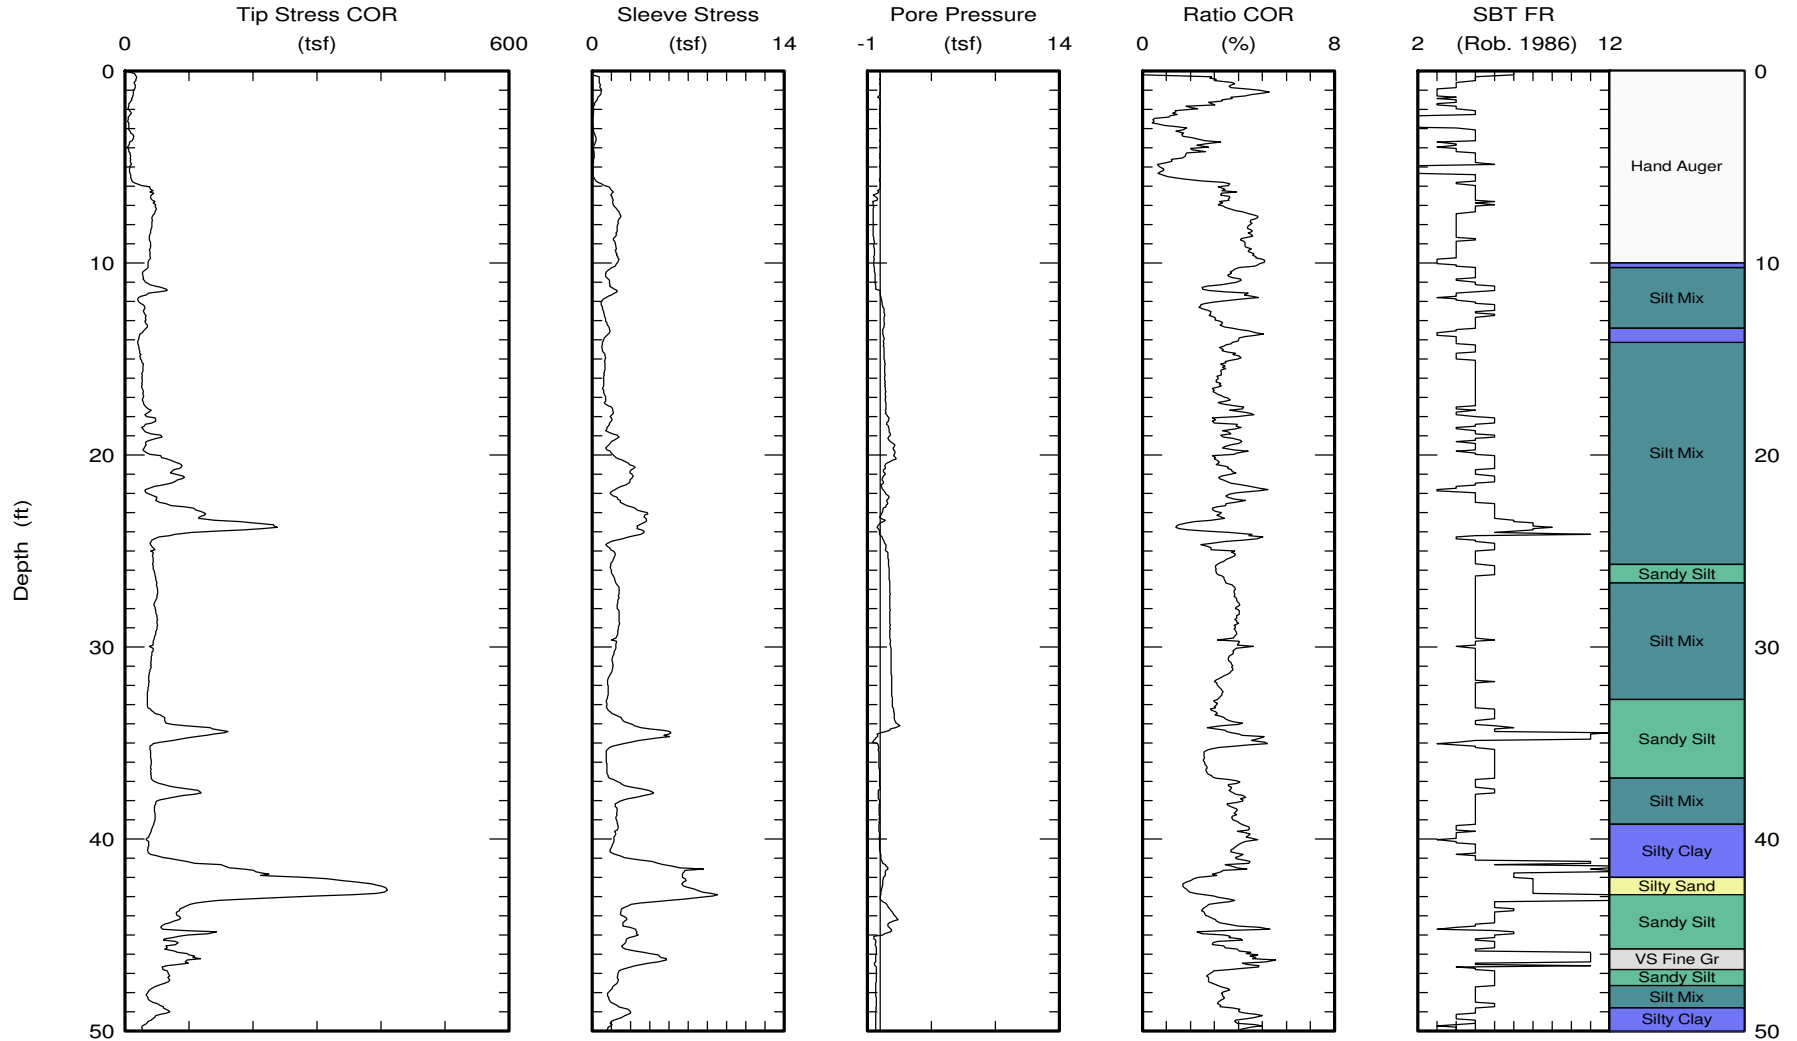 Tip Stress COR Sleeve Stress Pore Pressure Ratio COR SBT FR
0 (tsf) 600 0 (tsf) 14 -1 (tsf) 14 0 (%) 8 2 (Rob. 1986) 12
0 0
Hand Auger
10 10
Silt Mix
20 Silt Mix 20
Depth (ft)
Sandy Silt
30 Silt Mix 30
Sandy Silt
Silt Mix
40 40
Silty Clay
Silty Sand
Sandy Silt
VS Fine Gr
Sandy Silt
Silt Mix
Silty Clay
50 50